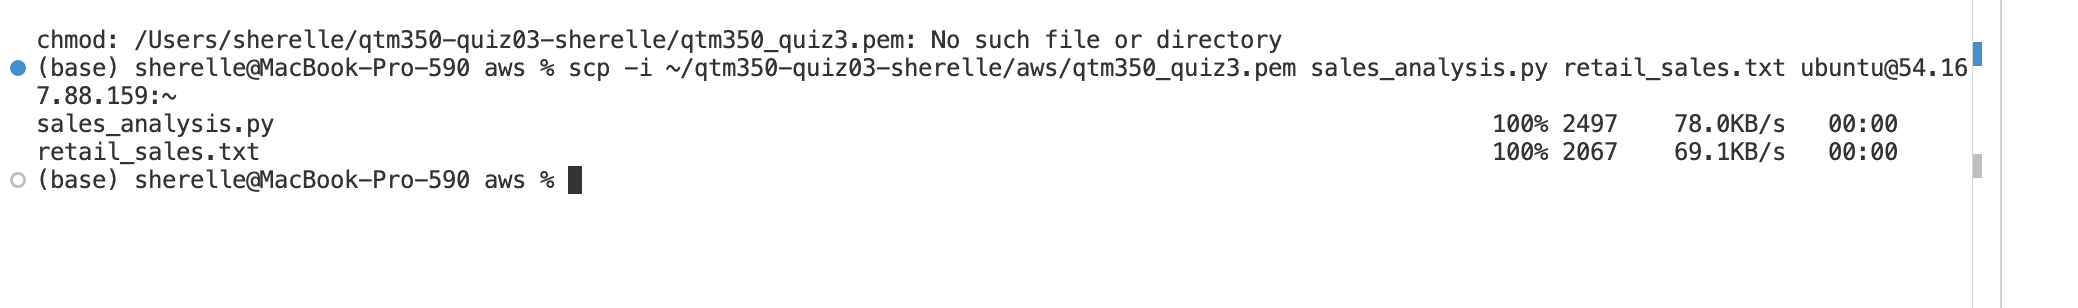 chmod: /Users/sherelle/qtm350-quiz03-sherelle/qtm350_quiz3.pem: No such file or directory
(base) sherelle@MacBook-Pro-590 aws % scp -i ~/qtm350-quiz03-sherelle/aws/qtm350_quiz3.pem sales_analysis.py retail_sales.txt ubuntu@54.16
7.88.159:~
sales_analysis.py 100% 2497 78.0KB/s 00:00
retail_sales.txt 100% 2067 69.1KB/s 00:00
(base) sherelle@MacBook-Pro-590 aws %